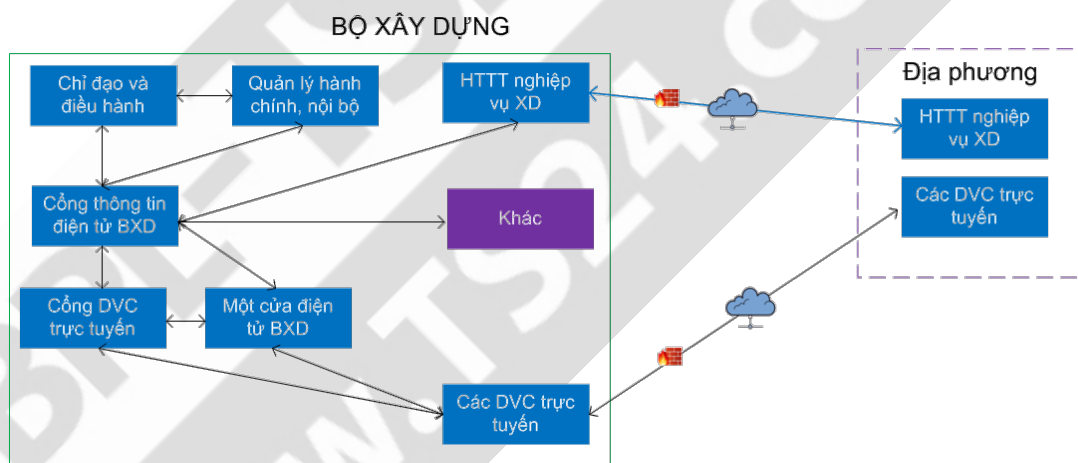 BỘ XÂY DỰNG
Chỉ đạo và
điều hành
Quản lý hành
chính, nội bộ
HTTT nghiệp
vụ XD
Địa phương
HTTT nghiệp
vụ XD
Cổng thông tin
điện tử BXD
Khác
Các DVC trực
tuyến
Cổng DVC
trực tuyến
Một cửa điện
tử BXD
Các DVC trực
tuyến